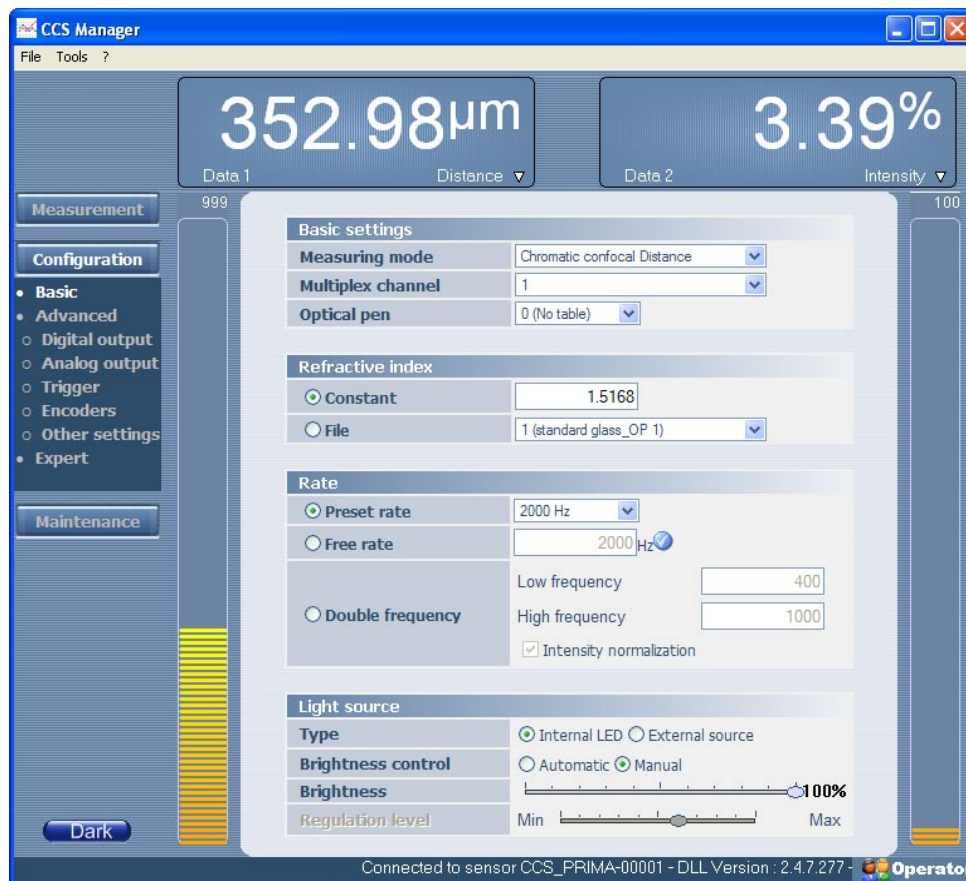 CCS Manager
File Tools ?
352.98µm
Data 1 Distance
3.39%
Data 2 Intensity
999
100
Measurement
Configuration
Basic
Advanced
Digital output
Analog output
Trigger
Encoders
Other settings
Expert
Maintenance
Dark
Basic settings
Measuring mode Chromatic confocal Distance
Multiplex channel 1
Optical pen 0 (No table)
Refractive index
Constant 1.5168
File 1 (standard glass_OP 1)
Rate
Preset rate 2000 Hz
Free rate 2000 Hz
Double frequency
Low frequency 400
High frequency 1000
Intensity normalization
Light source
Type Internal LED External source
Brightness control Automatic Manual
Brightness 100%
Regulation level Min Max
Connected to sensor CCS_PRIMA-00001 - DLL Version : 2.4.7.277 - Operato